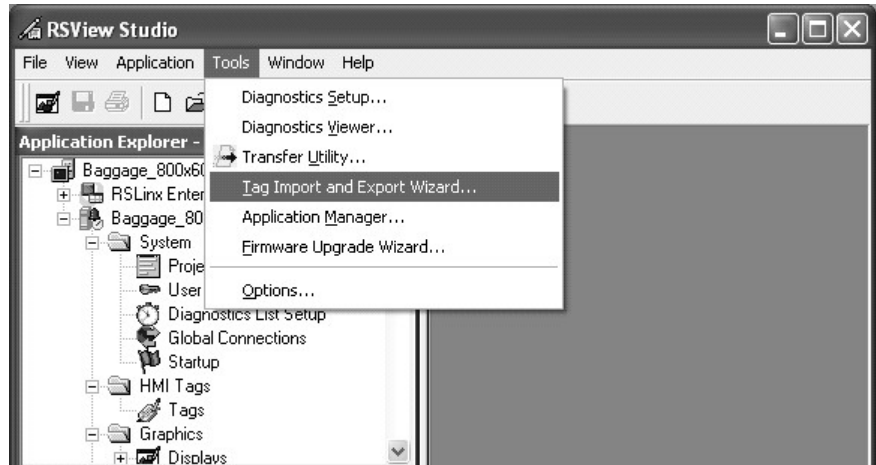 RSView Studio
File View Application Tools Window Help
Diagnostics Setup...
Diagnostics Viewer...
Transfer Utility...
Tag Import and Export Wizard...
Application Manager...
Firmware Upgrade Wizard...
Options...
Application Explorer -
Baggage_800x60
RSLinx Enter
Baggage_80
System
Proje
User
Diagnostics List Setup
Global Connections
Startup
HMI Tags
Tags
Graphics
Displays